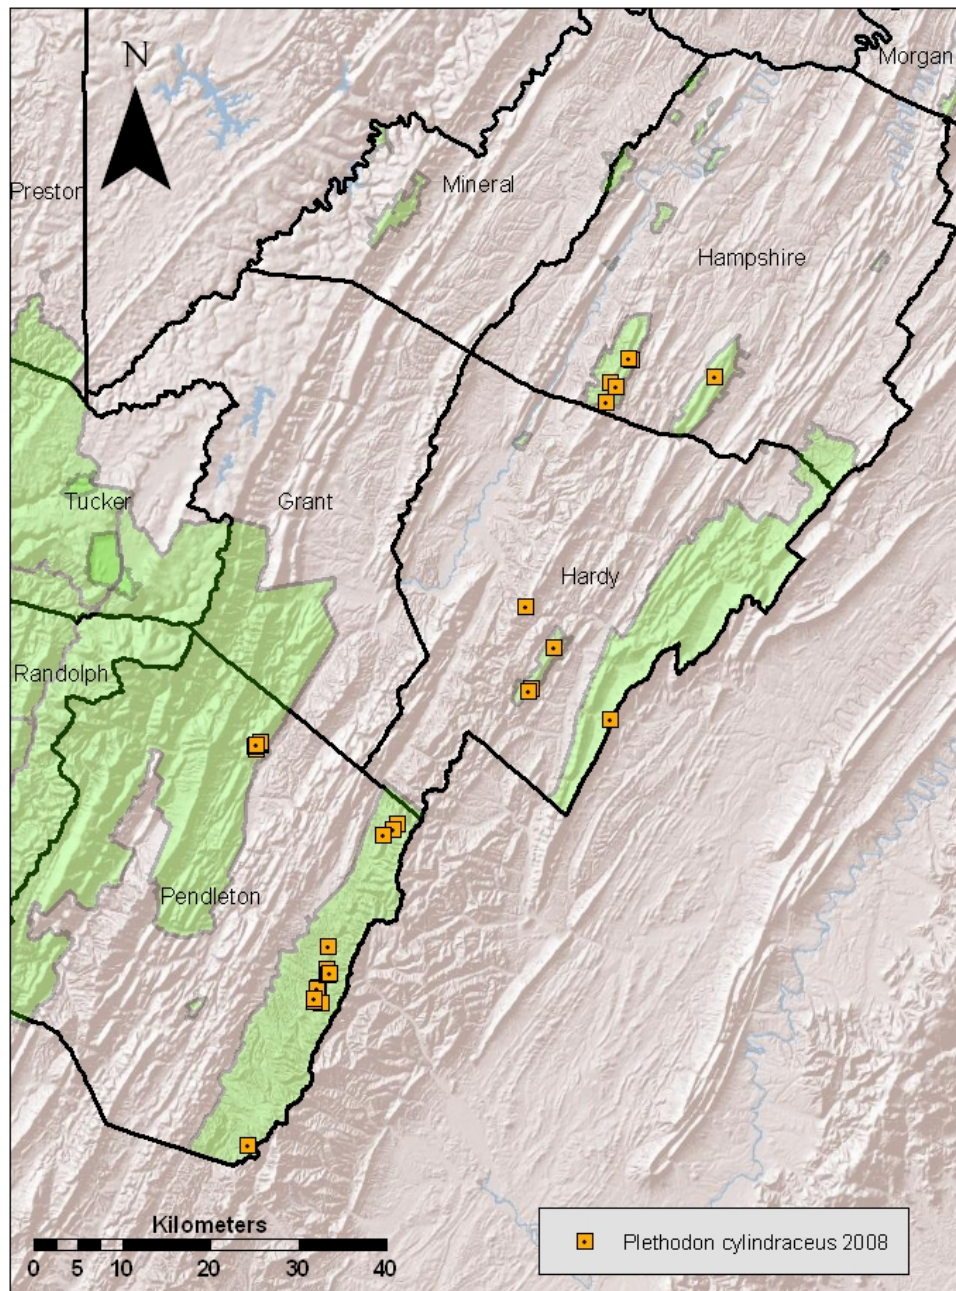 N
Morgan
Preston
Mineral
Hampshire
Tucker
Grant
Hardy
Randolph
Pendleton
Kilometers
0 5 10 20 30 40
Plethodon cylindraceus 2008